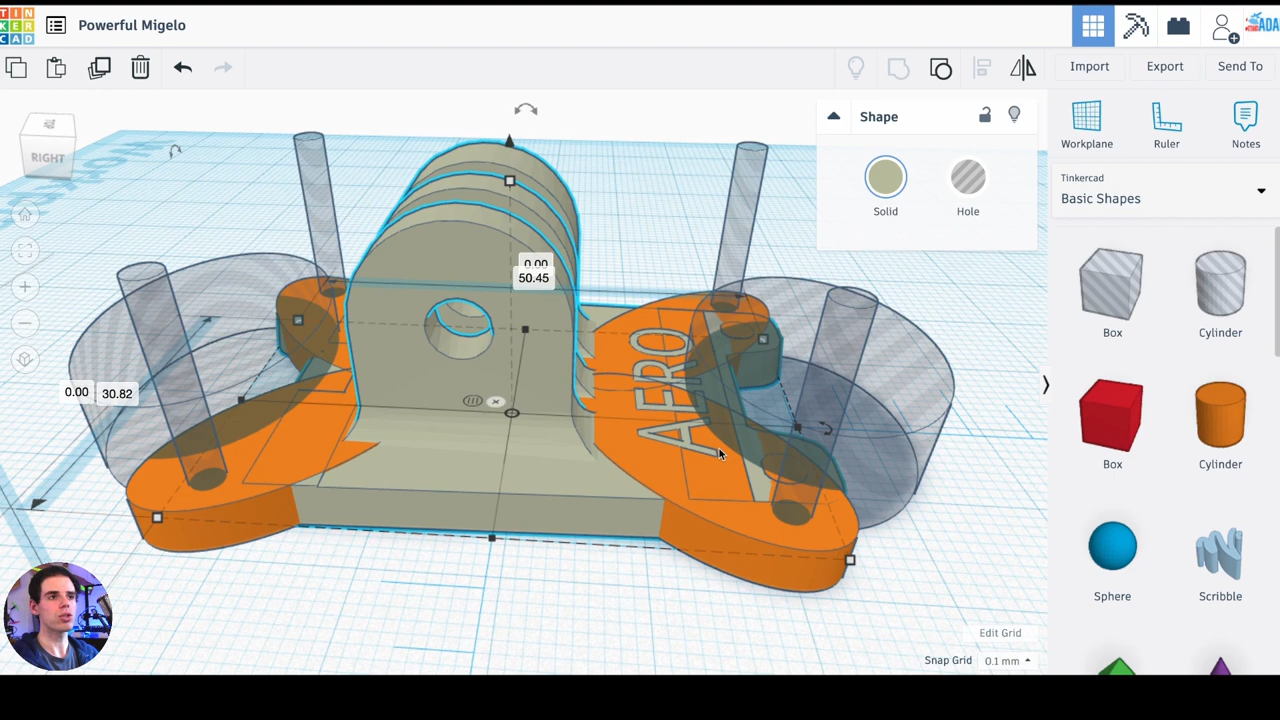 TIN
KER
CAD
Powerful Migelo
ADA
Import
Export
Send To
RIGHT
Shape
Solid
Hole
Workplane
Ruler
Notes
Tinkercad
Basic Shapes
Box
Cylinder
Box
Cylinder
Sphere
Scribble
0.00
50.45
0.00
30.82
AERO
Edit Grid
Snap Grid
0.1 mm